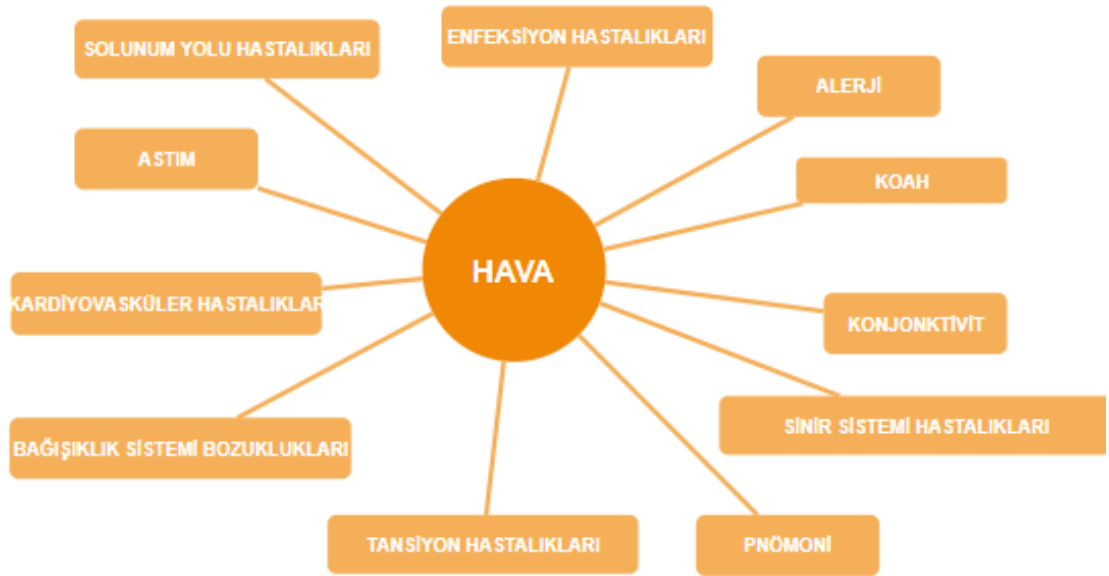 ENFEKSİYON HASTALIKLARI
SOLUNUM YOLU HASTALIKLARI
ALERJİ
ASTIM
KOAH
HAVA
KARDİYOVASKÜLER HASTALIKLAR
KONJONKTİVİT
SİNİR SİSTEMİ HASTALIKLARI
BAĞIŞIKLIK SİSTEMİ BOZUKLUKLARI
TANSİYON HASTALIKLARI
PNÖMONİ